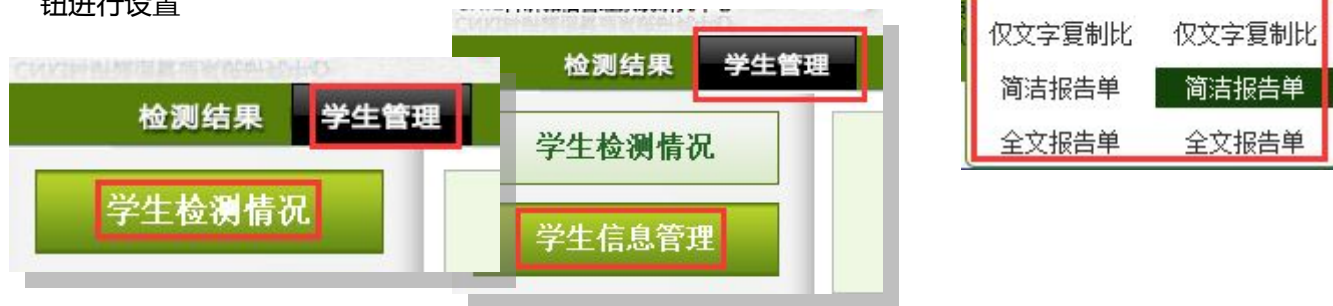 钮进行设置
检测结果 学生管理
学生检测情况
检测结果 学生管理
学生检测情况
学生信息管理
仅文字复制比 仅文字复制比
简洁报告单 简洁报告单
全文报告单 全文报告单